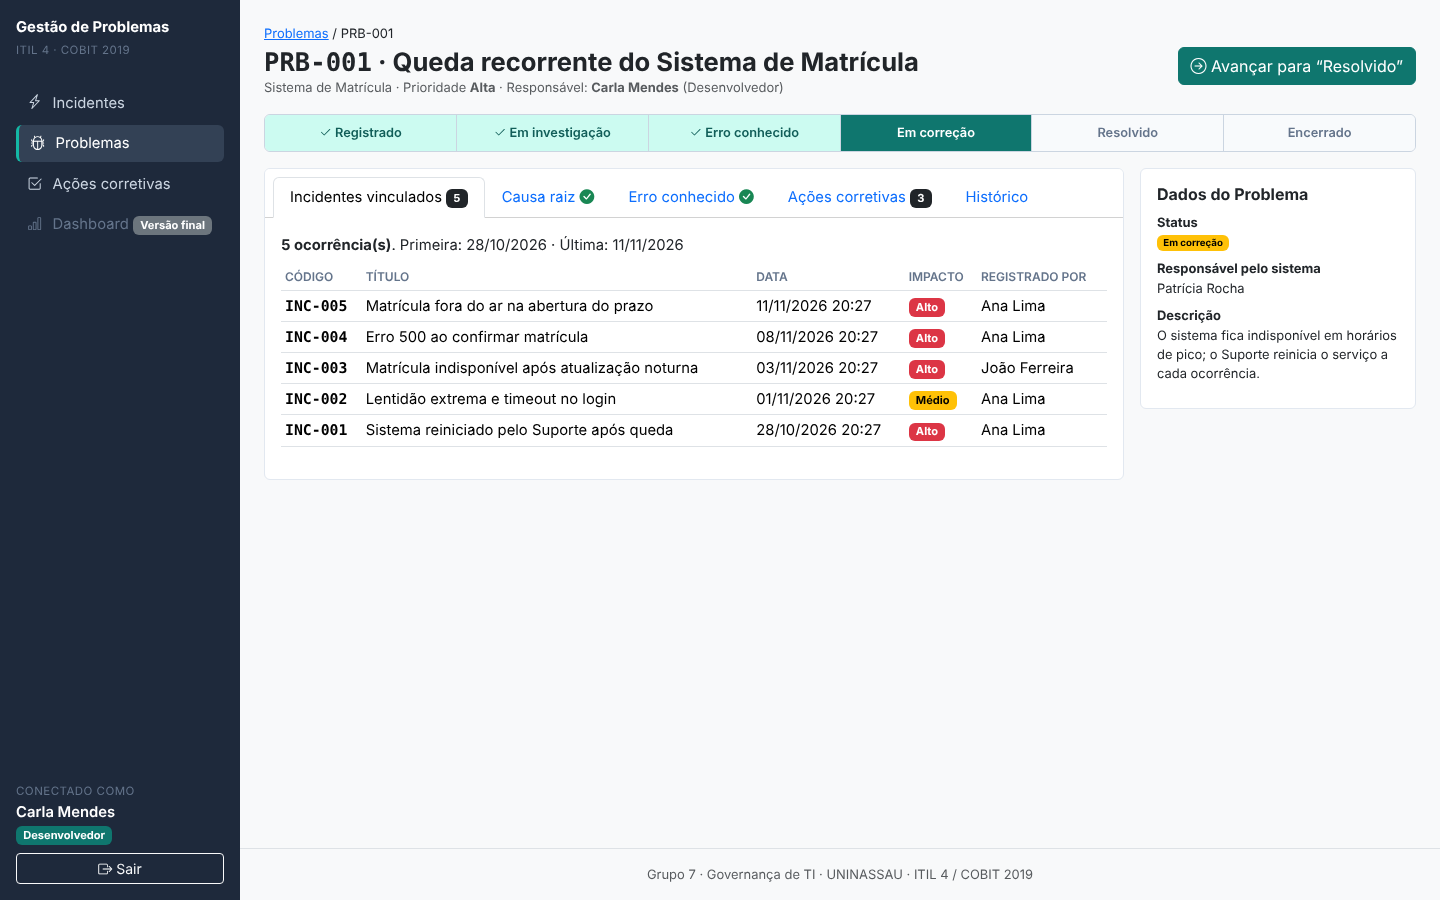 Gestão de Problemas
ITIL 4 · COBIT 2019
Incidentes
Problemas
Ações corretivas
Dashboard Versão final
CONECTADO COMO
Carla Mendes
Desenvolvedor
Sair
Problemas / PRB-001
PRB-001 · Queda recorrente do Sistema de Matrícula
Sistema de Matrícula · Prioridade Alta · Responsável: Carla Mendes (Desenvolvedor)
Avançar para “Resolvido”
Registrado Em investigação Erro conhecido Em correção Resolvido Encerrado
Incidentes vinculados 5 Causa raiz Erro conhecido Ações corretivas 3 Histórico
5 ocorrência(s). Primeira: 28/10/2026 · Última: 11/11/2026
CÓDIGO TÍTULO DATA IMPACTO REGISTRADO POR
INC-005 Matrícula fora do ar na abertura do prazo 11/11/2026 20:27 Alto Ana Lima
INC-004 Erro 500 ao confirmar matrícula 08/11/2026 20:27 Alto Ana Lima
INC-003 Matrícula indisponível após atualização noturna 03/11/2026 20:27 Alto João Ferreira
INC-002 Lentidão extrema e timeout no login 01/11/2026 20:27 Médio Ana Lima
INC-001 Sistema reiniciado pelo Suporte após queda 28/10/2026 20:27 Alto Ana Lima
Dados do Problema
Status
Em correção
Responsável pelo sistema
Patrícia Rocha
Descrição
O sistema fica indisponível em horários
de pico; o Suporte reinicia o serviço a
cada ocorrência.
Grupo 7 · Governança de TI · UNINASSAU · ITIL 4 / COBIT 2019